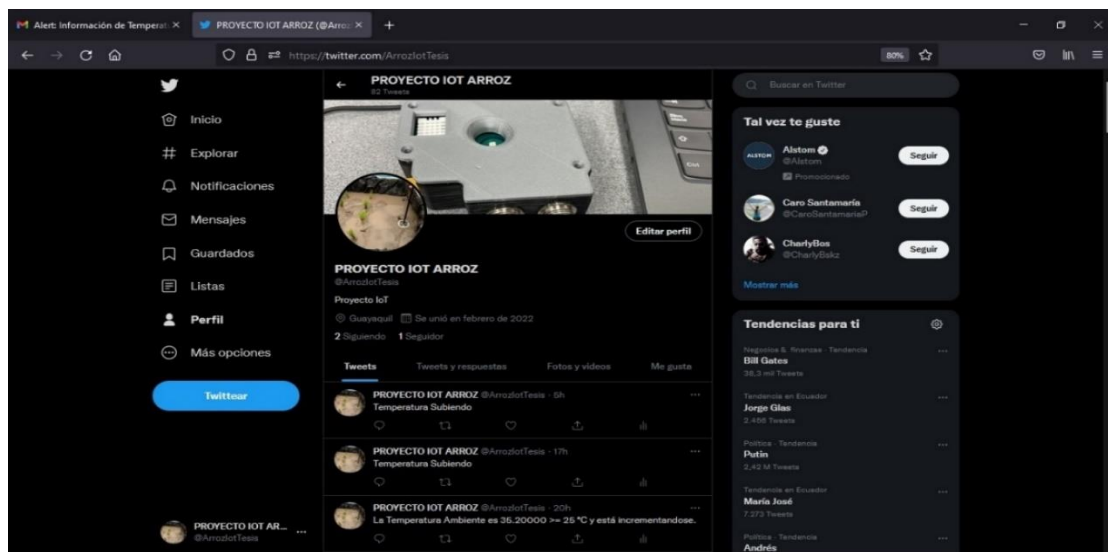 Alert: Información de Temperat
PROYECTO IOT ARROZ (@Arroz
https://twitter.com/ArrozIotTesis
80%
Inicio
Explorar
Notificaciones
Mensajes
Guardados
Listas
Perfil
Más opciones
Twittear
PROYECTO IOT AR...
@ArrozIotTesis
PROYECTO IOT ARROZ
82 Tweets
Editar perfil
PROYECTO IOT ARROZ
@ArrozIotTesis
Proyecto IoT
Guayaquil Se unió en febrero de 2022
2 Siguiendo 1 Seguidor
Tweets Tweets y respuestas Fotos y vídeos Me gusta
PROYECTO IOT ARROZ @ArrozIotTesis · 5h
Temperatura Subiendo
PROYECTO IOT ARROZ @ArrozIotTesis · 17h
Temperatura Subiendo
PROYECTO IOT ARROZ @ArrozIotTesis · 20h
La Temperatura Ambiente es 35.20000 >= 25 °C y está incrementandose.
Buscar en Twitter
Tal vez te guste
ALSTOM
Alstom
@Alstom
Promocionado
Seguir
Caro Santamaría
@CaroSantamariaP
Seguir
CharlyBos
@CharlyBskz
Seguir
Mostrar más
Tendencias para ti
Negocios & finanzas · Tendencia
Bill Gates
38,3 mil Tweets
Tendencia en Ecuador
Jorge Glas
2.488 Tweets
Política · Tendencia
Putin
2,42 M Tweets
Tendencia en Ecuador
María José
7.273 Tweets
Política · Tendencia
Andrés